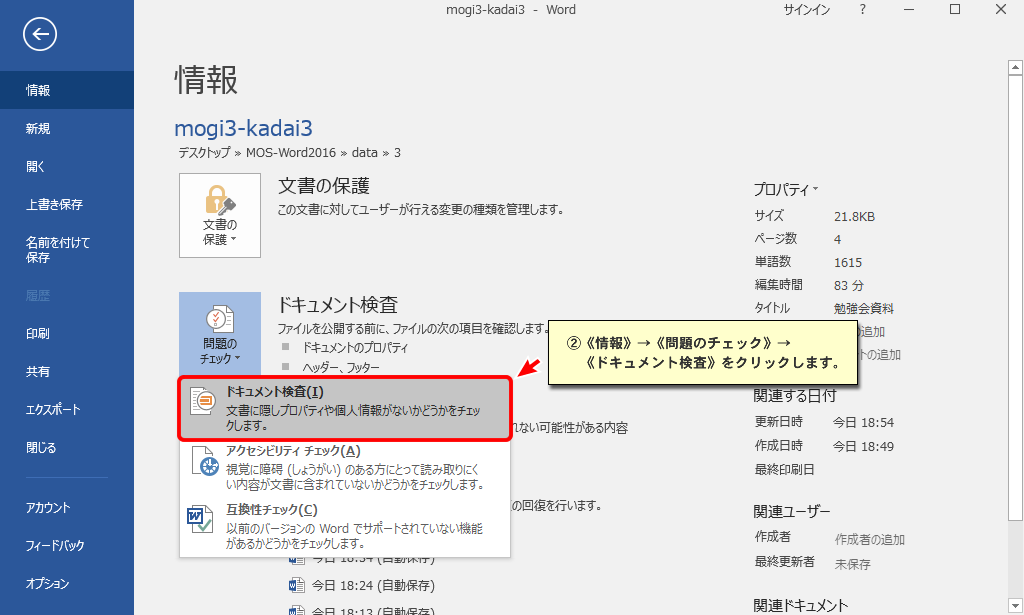 mogi3-kadai3 - Word
サインイン
?
情報
新規
開く
上書き保存
名前を付けて
保存
履歴
印刷
共有
エクスポート
閉じる
アカウント
フィードバック
オプション
情報
mogi3-kadai3
デスクトップ » MOS-Word2016 » data » 3
文書の
保護
文書の保護
この文書に対してユーザーが行える変更の種類を管理します。
問題の
チェック
ドキュメント検査
ファイルを公開する前に、ファイルの次の項目を確認します。
ドキュメントのプロパティ
ヘッダー、フッター
ドキュメント検査(I)
文書に隠しプロパティや個人情報がないかどうかをチェッ
クします。
れない可能性がある内容
アクセシビリティ チェック(A)
視覚に障碍 (しょうがい) のある方にとって読み取りにく
い内容が文書に含まれていないかどうかをチェックします。
互換性チェック(C)
以前のバージョンの Word でサポートされていない機能
があるかどうかをチェックします。
の回復を行います。
今日 18:34 (自動保存)
今日 18:24 (自動保存)
今日 18:13 (自動保存)
②《情報》→《問題のチェック》→
《ドキュメント検査》をクリックします。
プロパティ
サイズ 21.8KB
ページ数 4
単語数 1615
編集時間 83 分
タイトル 勉強会資料
の追加
トの追加
関連する日付
更新日時 今日 18:54
作成日時 今日 18:49
最終印刷日
関連ユーザー
作成者 作成者の追加
最終更新者 未保存
関連ドキュメント